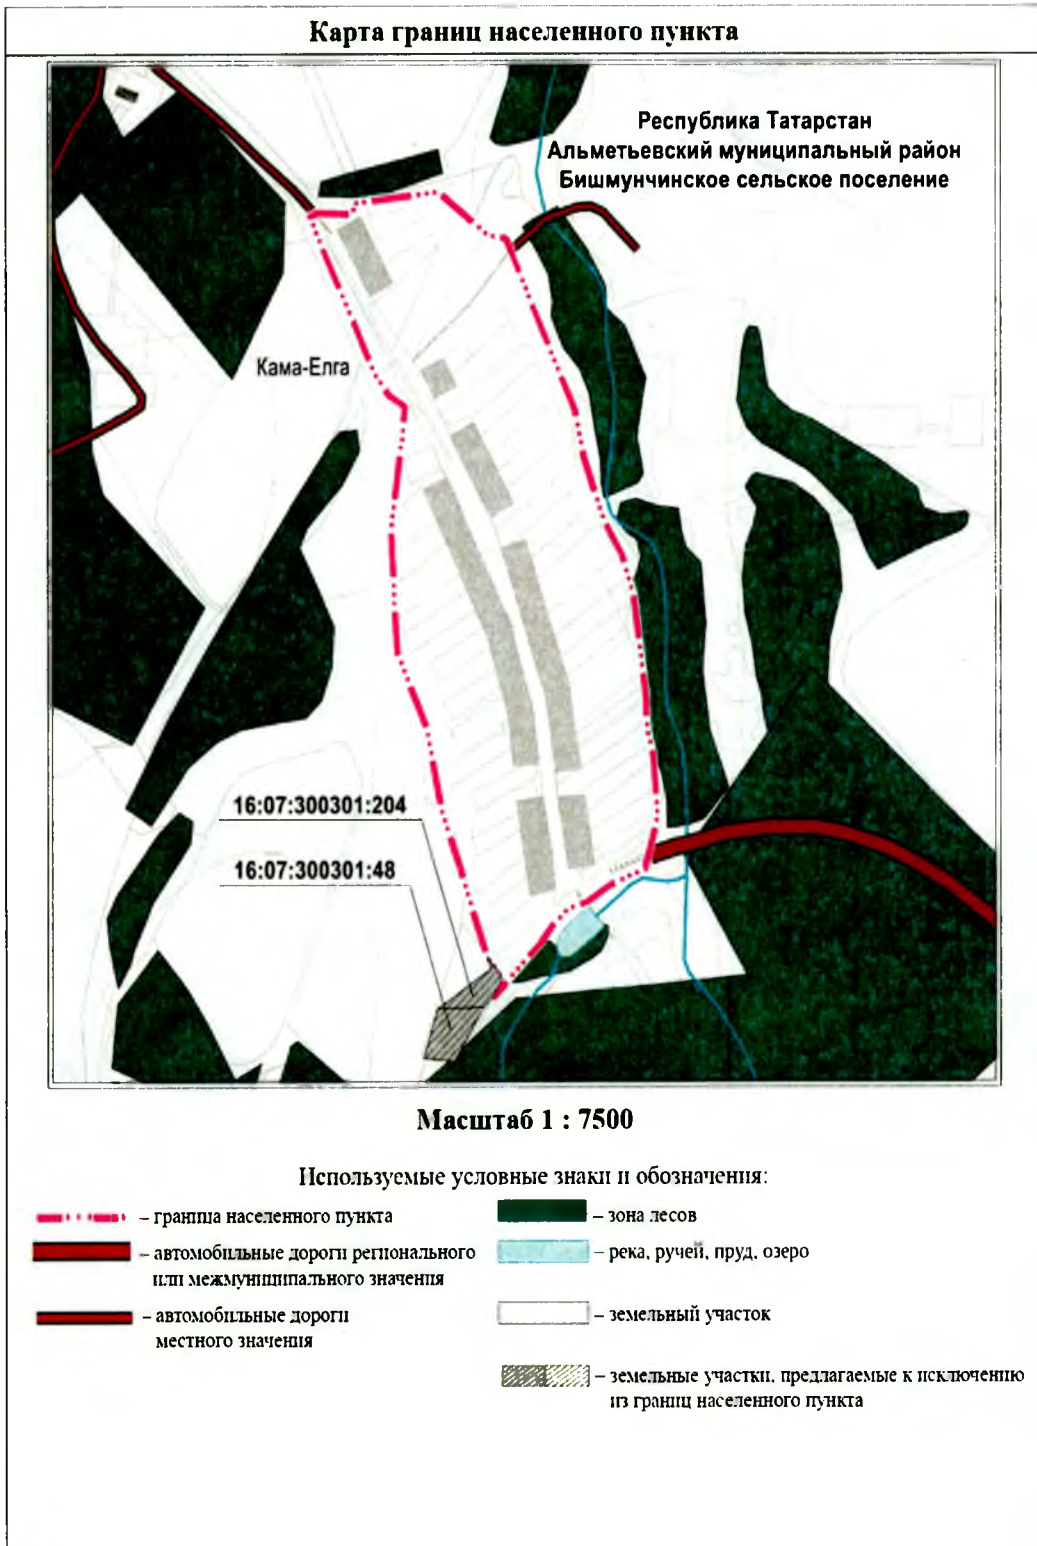 Карта границ населенного пункта
Республика Татарстан
Альметьевский муниципальный район
Бишмунчинское сельское поселение
Кама-Елга
16:07:300301:204
16:07:300301:48
Масштаб 1 : 7500
Используемые условные знаки и обозначения:
– граница населенного пункта
– автомобильные дороги регионального
или межмуниципального значения
– автомобильные дороги
местного значения
– зона лесов
– река, ручей, пруд, озеро
– земельный участок
– земельные участки, предлагаемые к исключению
из границ населенного пункта